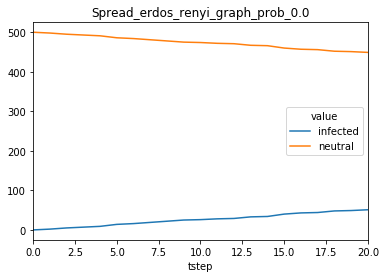 Spread_erdos_renyi_graph_prob_0.0
500
400
300
200
100
0
value
infected
neutral
0.0 2.5 5.0 7.5 10.0 12.5 15.0 17.5 20.0
tstep